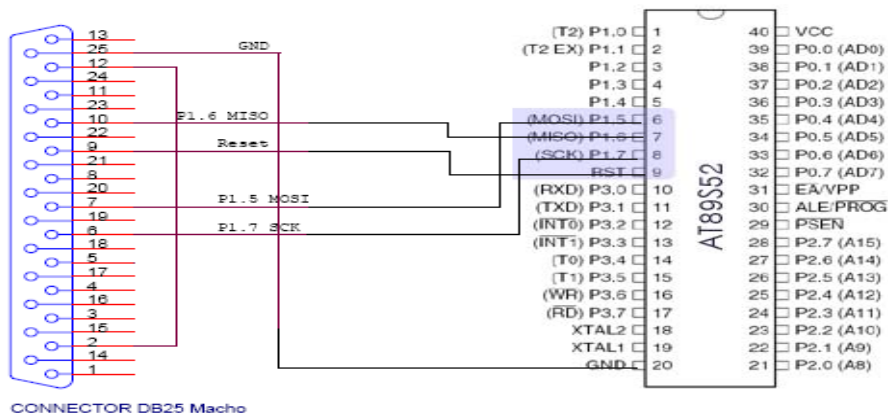 13
25
12
24
11
23
10
22
9
21
8
20
7
19
6
18
5
17
4
16
3
15
2
14
1
GND
P1.6 MISO
Reset
P1.5 MOSI
P1.7 SCK
CONNECTOR DB25 Macho
(T2) P1.0 1
(T2 EX) P1.1 2
P1.2 3
P1.3 4
P1.4 5
(MOSI) P1.5 6
(MISO) P1.6 7
(SCK) P1.7 8
RST 9
(RXD) P3.0 10
(TXD) P3.1 11
(INT0) P3.2 12
(INT1) P3.3 13
(T0) P3.4 14
(T1) P3.5 15
(WR) P3.6 16
(RD) P3.7 17
XTAL2 18
XTAL1 19
GND 20
AT89S52
40 VCC
39 P0.0 (AD0)
38 P0.1 (AD1)
37 P0.2 (AD2)
36 P0.3 (AD3)
35 P0.4 (AD4)
34 P0.5 (AD5)
33 P0.6 (AD6)
32 P0.7 (AD7)
31 EA/VPP
30 ALE/PROG
29 PSEN
28 P2.7 (A15)
27 P2.6 (A14)
26 P2.5 (A13)
25 P2.4 (A12)
24 P2.3 (A11)
23 P2.2 (A10)
22 P2.1 (A9)
21 P2.0 (A8)